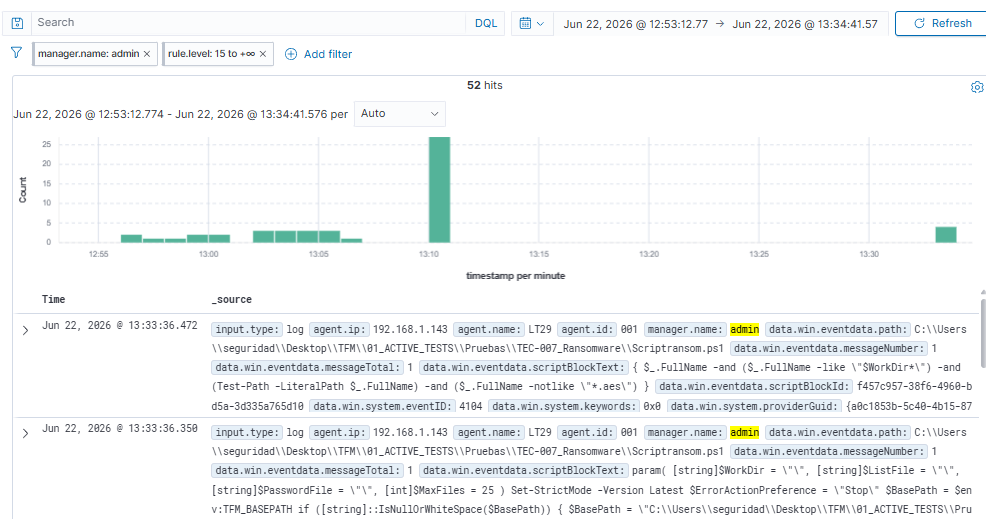 Search DQL Jun 22, 2026 @ 12:53:12.77 → Jun 22, 2026 @ 13:34:41.57 Refresh
manager.name: admin × rule.level: 15 to +∞ × Add filter
52 hits
Jun 22, 2026 @ 12:53:12.774 - Jun 22, 2026 @ 13:34:41.576 per Auto
25
20
15
10
5
0
Count
12:55 13:00 13:05 13:10 13:15 13:20 13:25 13:30
timestamp per minute
Time _source
Jun 22, 2026 @ 13:33:36.472 input.type: log agent.ip: 192.168.1.143 agent.name: LT29 agent.id: 001 manager.name: admin data.win.eventdata.path: C:\\Users
\\seguridad\\Desktop\\TFM\\01_ACTIVE_TESTS\\Pruebas\\TEC-007_Ransomware\\Scriptransom.ps1 data.win.eventdata.messageNumber: 1
data.win.eventdata.messageTotal: 1 data.win.eventdata.scriptBlockText: { $_.FullName -and ($_.FullName -like \"$WorkDir*\") -and
(Test-Path -LiteralPath $_.FullName) -and ($_.FullName -notlike \"*.aes\") } data.win.eventdata.scriptBlockId: f457c957-38f6-4960-b
d5a-3d335a765d10 data.win.system.eventID: 4104 data.win.system.keywords: 0x0 data.win.system.providerGuid: {a0c1853b-5c40-4b15-87
Jun 22, 2026 @ 13:33:36.350 input.type: log agent.ip: 192.168.1.143 agent.name: LT29 agent.id: 001 manager.name: admin data.win.eventdata.path: C:\\Users
\\seguridad\\Desktop\\TFM\\01_ACTIVE_TESTS\\Pruebas\\TEC-007_Ransomware\\Scriptransom.ps1 data.win.eventdata.messageNumber: 1
data.win.eventdata.messageTotal: 1 data.win.eventdata.scriptBlockText: param( [string]$WorkDir = \"\", [string]$ListFile = \"\",
[string]$PasswordFile = \"\", [int]$MaxFiles = 25 ) Set-StrictMode -Version Latest $ErrorActionPreference = \"Stop\" $BasePath = $en
v:TFM_BASEPATH if ([string]::IsNullOrWhiteSpace($BasePath)) { $BasePath = \"C:\\Users\\seguridad\\Desktop\\TFM\\01_ACTIVE_TESTS\\Pru